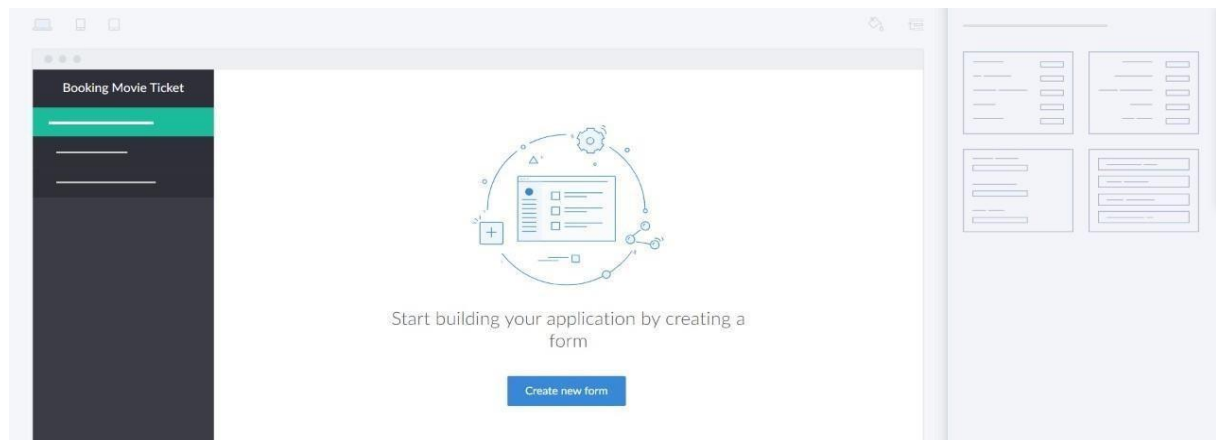 Booking Movie Ticket
Start building your application by creating a
form
Create new form